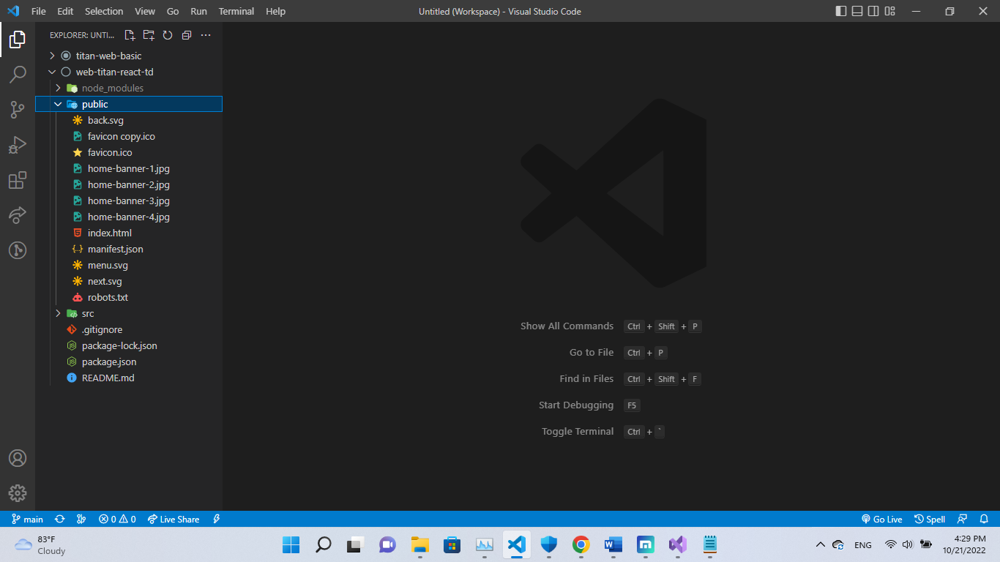 File Edit Selection View Go Run Terminal Help
Untitled (Workspace) - Visual Studio Code
EXPLORER: UNTI...
titan-web-basic
web-titan-react-td
node_modules
public
back.svg
favicon copy.ico
favicon.ico
home-banner-1.jpg
home-banner-2.jpg
home-banner-3.jpg
home-banner-4.jpg
index.html
manifest.json
menu.svg
next.svg
robots.txt
src
.gitignore
package-lock.json
package.json
README.md
Show All Commands Ctrl + Shift + P
Go to File Ctrl + P
Find in Files Ctrl + Shift + F
Start Debugging F5
Toggle Terminal Ctrl + `
main 0 0 Live Share Go Live Spell
83°F
Cloudy
ENG
4:29 PM
10/21/2022